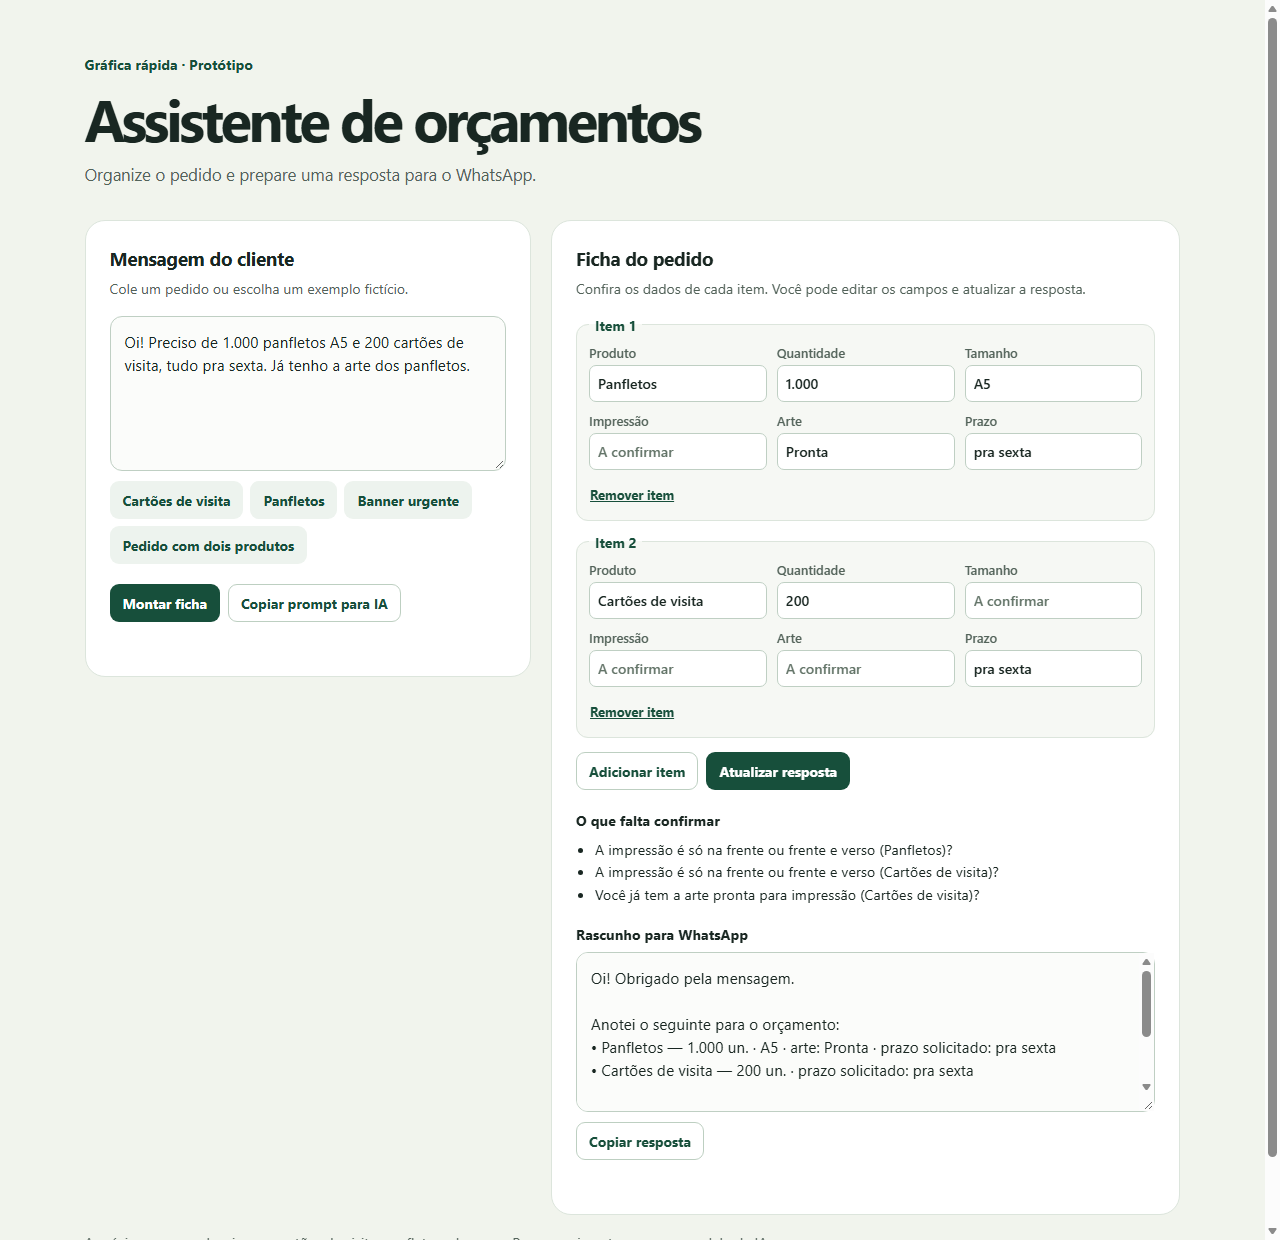 Gráfica rápida · Protótipo
Assistente de orçamentos
Organize o pedido e prepare uma resposta para o WhatsApp.
Mensagem do cliente
Cole um pedido ou escolha um exemplo fictício.
Oi! Preciso de 1.000 panfletos A5 e 200 cartões de
visita, tudo pra sexta. Já tenho a arte dos panfletos.
Cartões de visita
Panfletos
Banner urgente
Pedido com dois produtos
Montar ficha
Copiar prompt para IA
Ficha do pedido
Confira os dados de cada item. Você pode editar os campos e atualizar a resposta.
Item 1
Produto
Quantidade
Tamanho
Panfletos
1.000
A5
Impressão
Arte
Prazo
A confirmar
Pronta
pra sexta
Remover item
Item 2
Produto
Quantidade
Tamanho
Cartões de visita
200
A confirmar
Impressão
Arte
Prazo
A confirmar
A confirmar
pra sexta
Remover item
Adicionar item
Atualizar resposta
O que falta confirmar
• A impressão é só na frente ou frente e verso (Panfletos)?
• A impressão é só na frente ou frente e verso (Cartões de visita)?
• Você já tem a arte pronta para impressão (Cartões de visita)?
Rascunho para WhatsApp
Oi! Obrigado pela mensagem.
Anotei o seguinte para o orçamento:
• Panfletos — 1.000 un. · A5 · arte: Pronta · prazo solicitado: pra sexta
• Cartões de visita — 200 un. · prazo solicitado: pra sexta
Copiar resposta